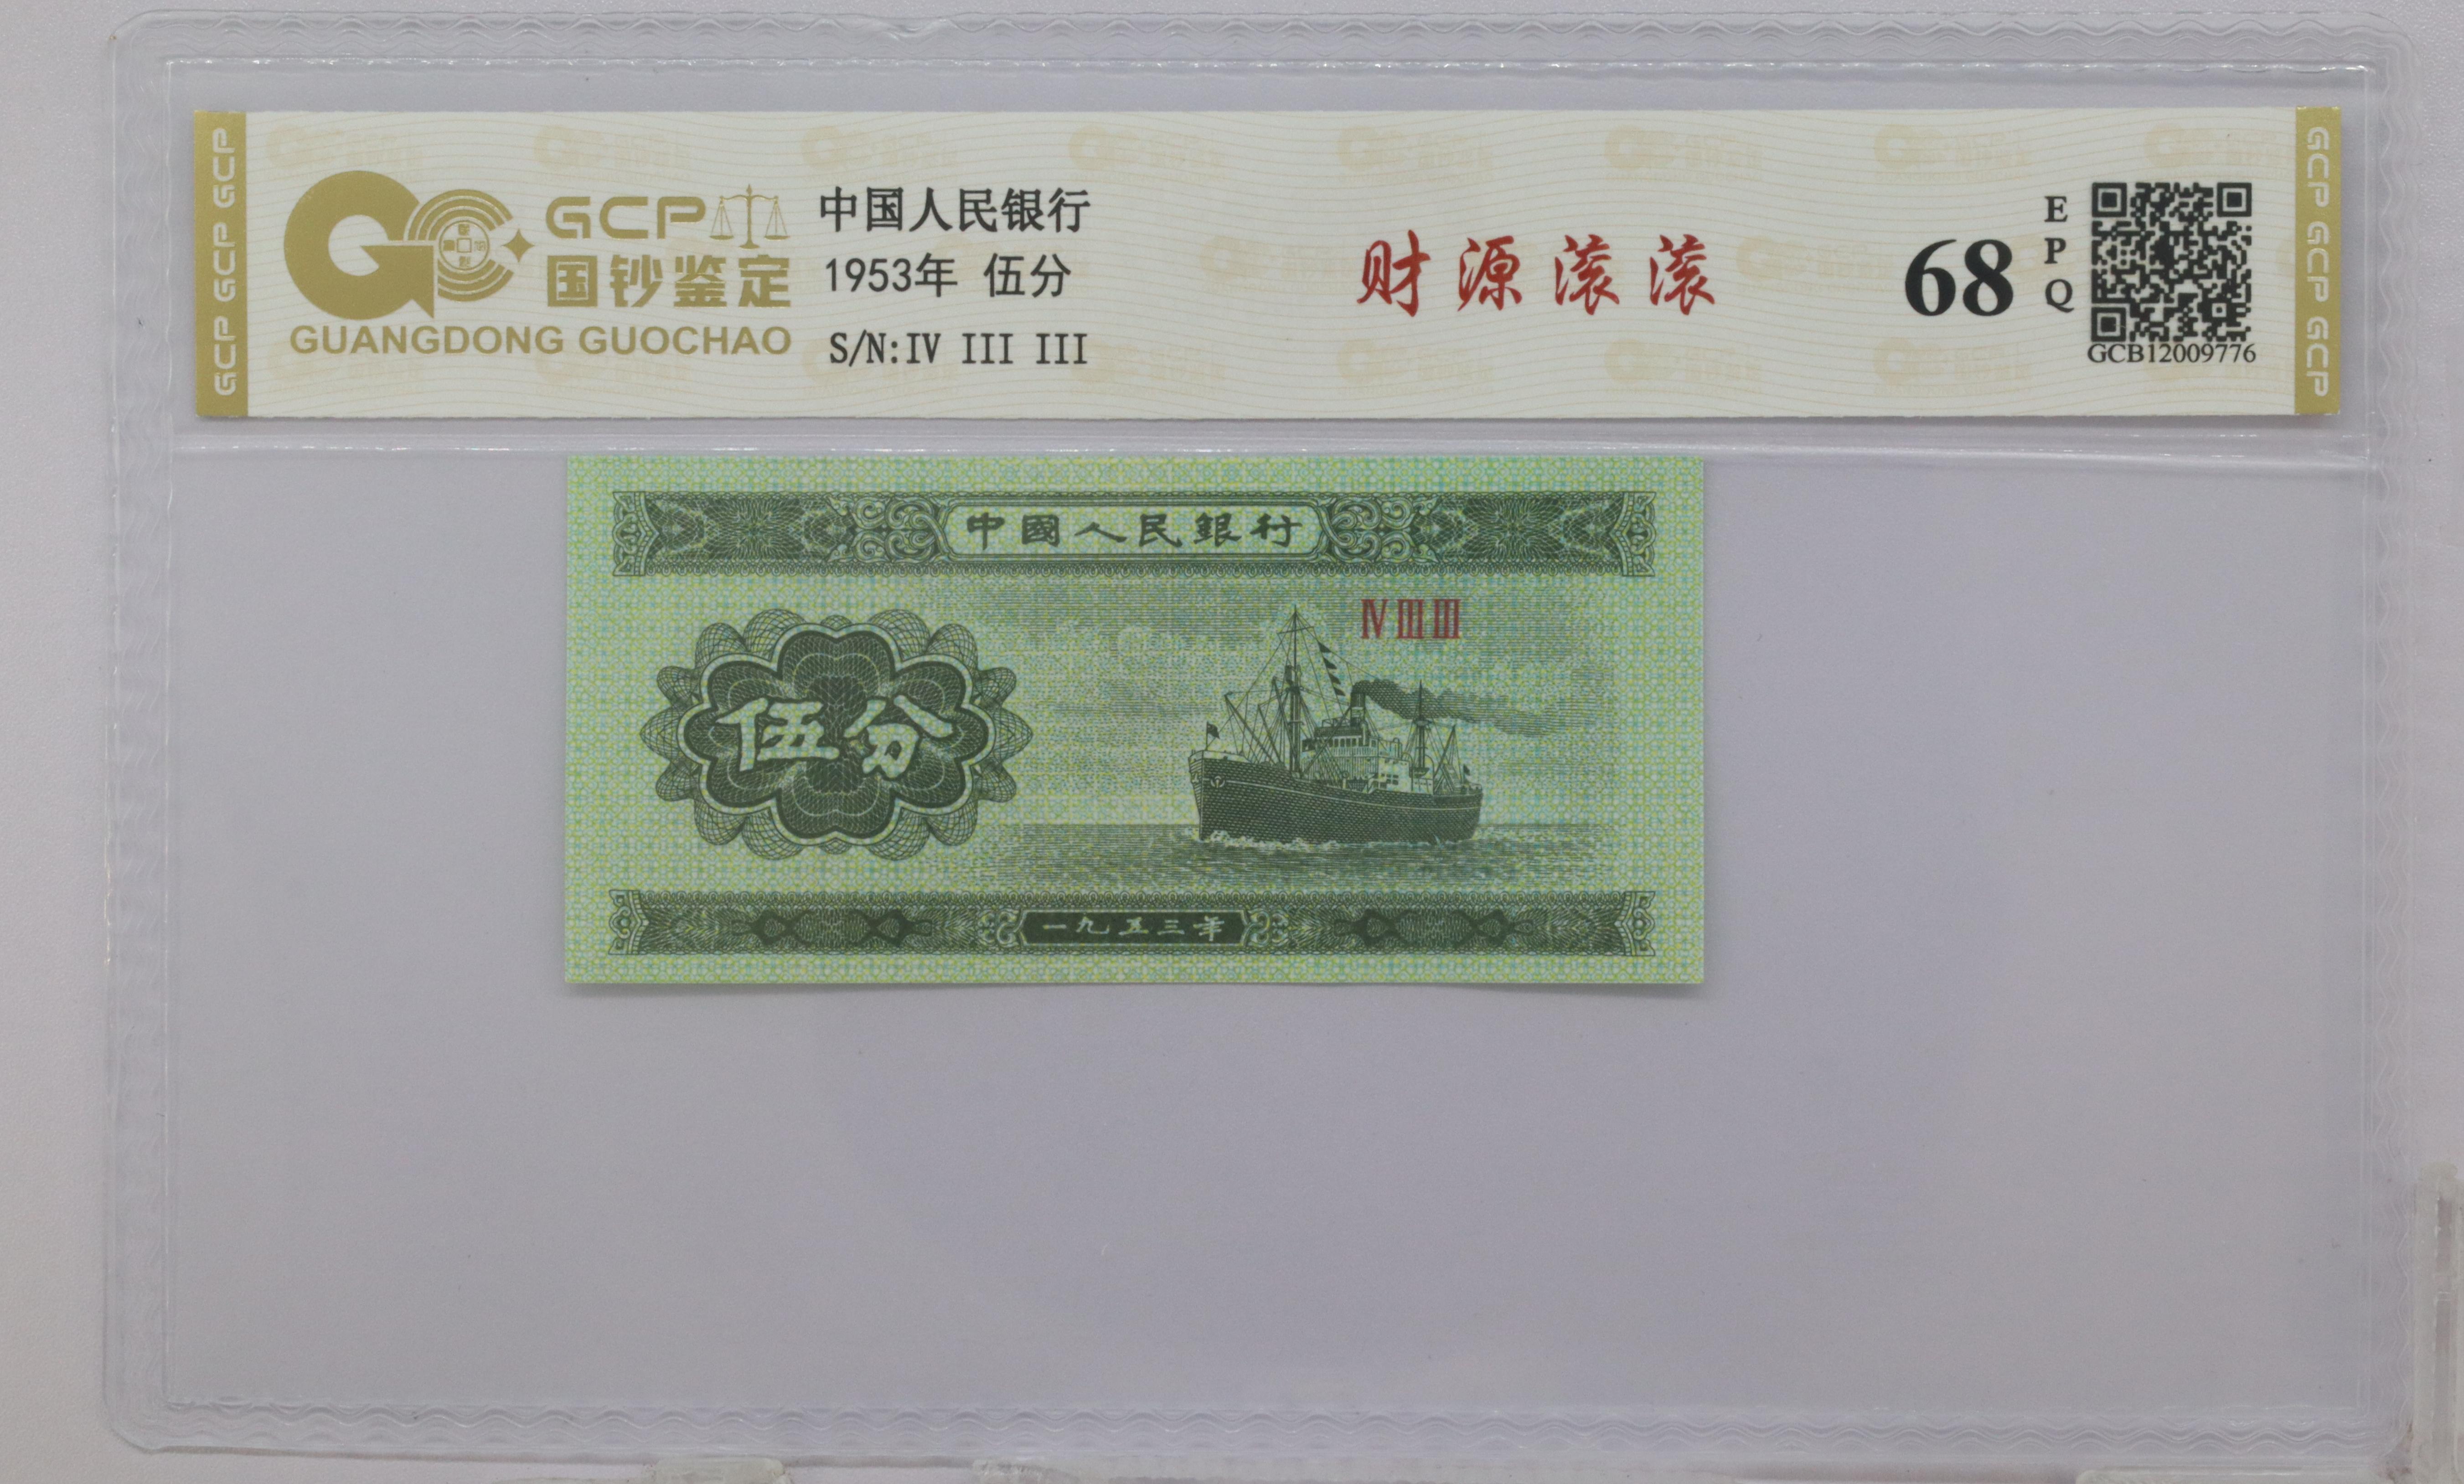 GCP GCP GCP
GCP
国钞鉴定
GUANGDONG GUOCHAO
中国人民银行
1953年 伍分
S/N:IV III III
财源滚滚
68
EPQ
GCB12009776
GCP GCP GCP
中國人民銀行
IV III III
伍分
一九五三年